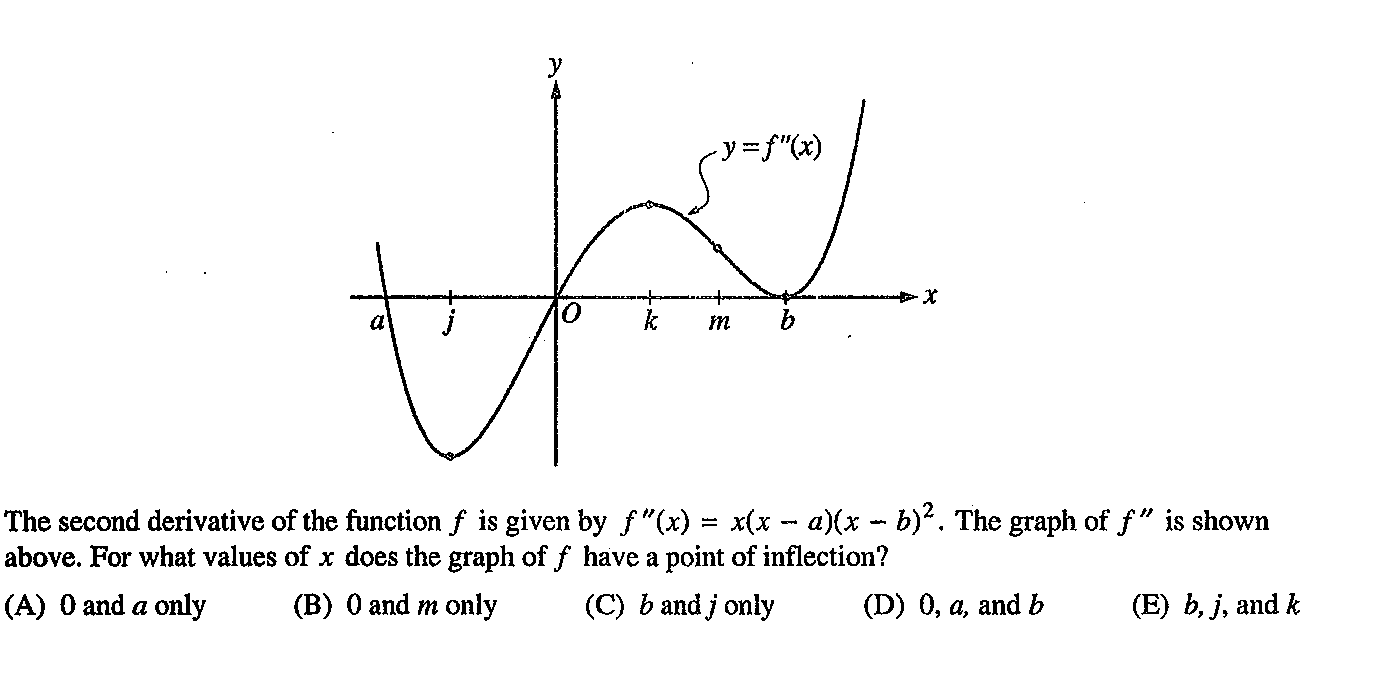 y
y = f"(x)
x
a j O k m b
The second derivative of the function f is given by f"(x) = x(x − a)(x − b)². The graph of f" is shown
above. For what values of x does the graph of f have a point of inflection?
(A) 0 and a only (B) 0 and m only (C) b and j only (D) 0, a, and b (E) b, j, and k